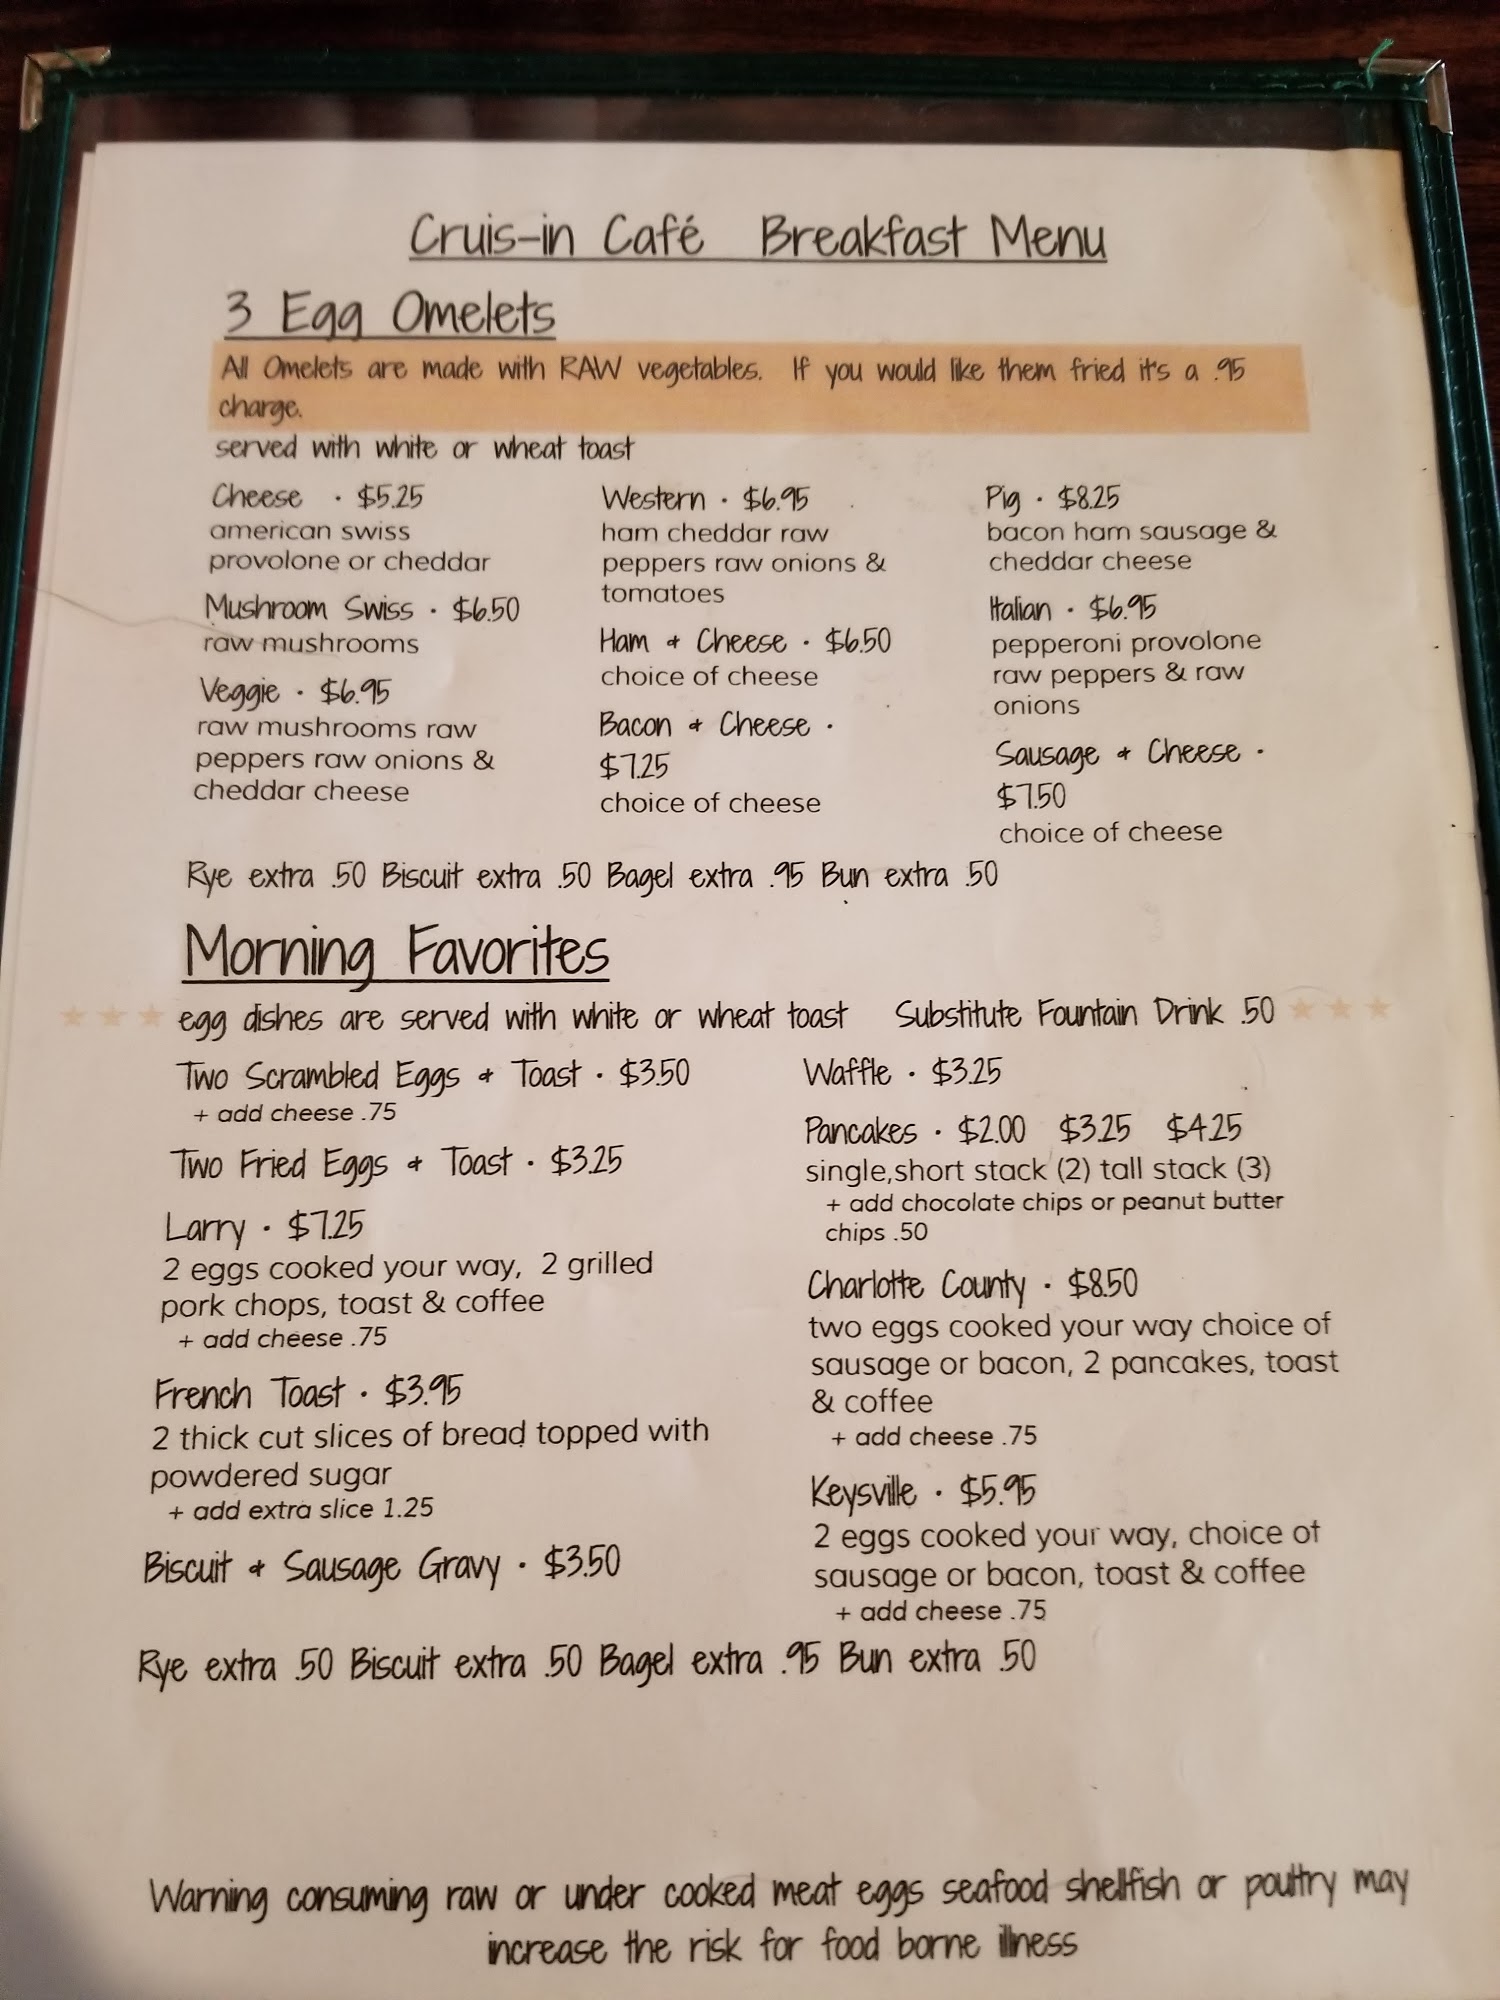 Cruis-in Café Breakfast Menu
3 Egg Omelets
All Omelets are made with RAW vegetables. If you would like them fried it's a .95
charge.
served with white or wheat toast
Cheese · $5.25
american swiss
provolone or cheddar
Mushroom Swiss · $6.50
raw mushrooms
Veggie · $6.95
raw mushrooms raw
peppers raw onions &
cheddar cheese
Western · $6.95
ham cheddar raw
peppers raw onions &
tomatoes
Ham & Cheese · $6.50
choice of cheese
Bacon & Cheese ·
$7.25
choice of cheese
Pig · $8.25
bacon ham sausage &
cheddar cheese
Italian · $6.95
pepperoni provolone
raw peppers & raw
onions
Sausage & Cheese ·
$7.50
choice of cheese
Rye extra .50 Biscuit extra .50 Bagel extra .95 Bun extra .50
Morning Favorites
egg dishes are served with white or wheat toast Substitute Fountain Drink .50
Two Scrambled Eggs & Toast · $3.50
+ add cheese .75
Two Fried Eggs & Toast · $3.25
Larry · $7.25
2 eggs cooked your way, 2 grilled
pork chops, toast & coffee
+ add cheese .75
French Toast · $3.95
2 thick cut slices of bread topped with
powdered sugar
+ add extra slice 1.25
Biscuit & Sausage Gravy · $3.50
Waffle · $3.25
Pancakes · $2.00 $3.25 $4.25
single,short stack (2) tall stack (3)
+ add chocolate chips or peanut butter
chips .50
Charlotte County · $8.50
two eggs cooked your way choice of
sausage or bacon, 2 pancakes, toast
& coffee
+ add cheese .75
Keysville · $5.95
2 eggs cooked your way, choice of
sausage or bacon, toast & coffee
+ add cheese .75
Rye extra .50 Biscuit extra .50 Bagel extra .95 Bun extra .50
Warning consuming raw or under cooked meat eggs seafood shellfish or poultry may
increase the risk for food borne illness